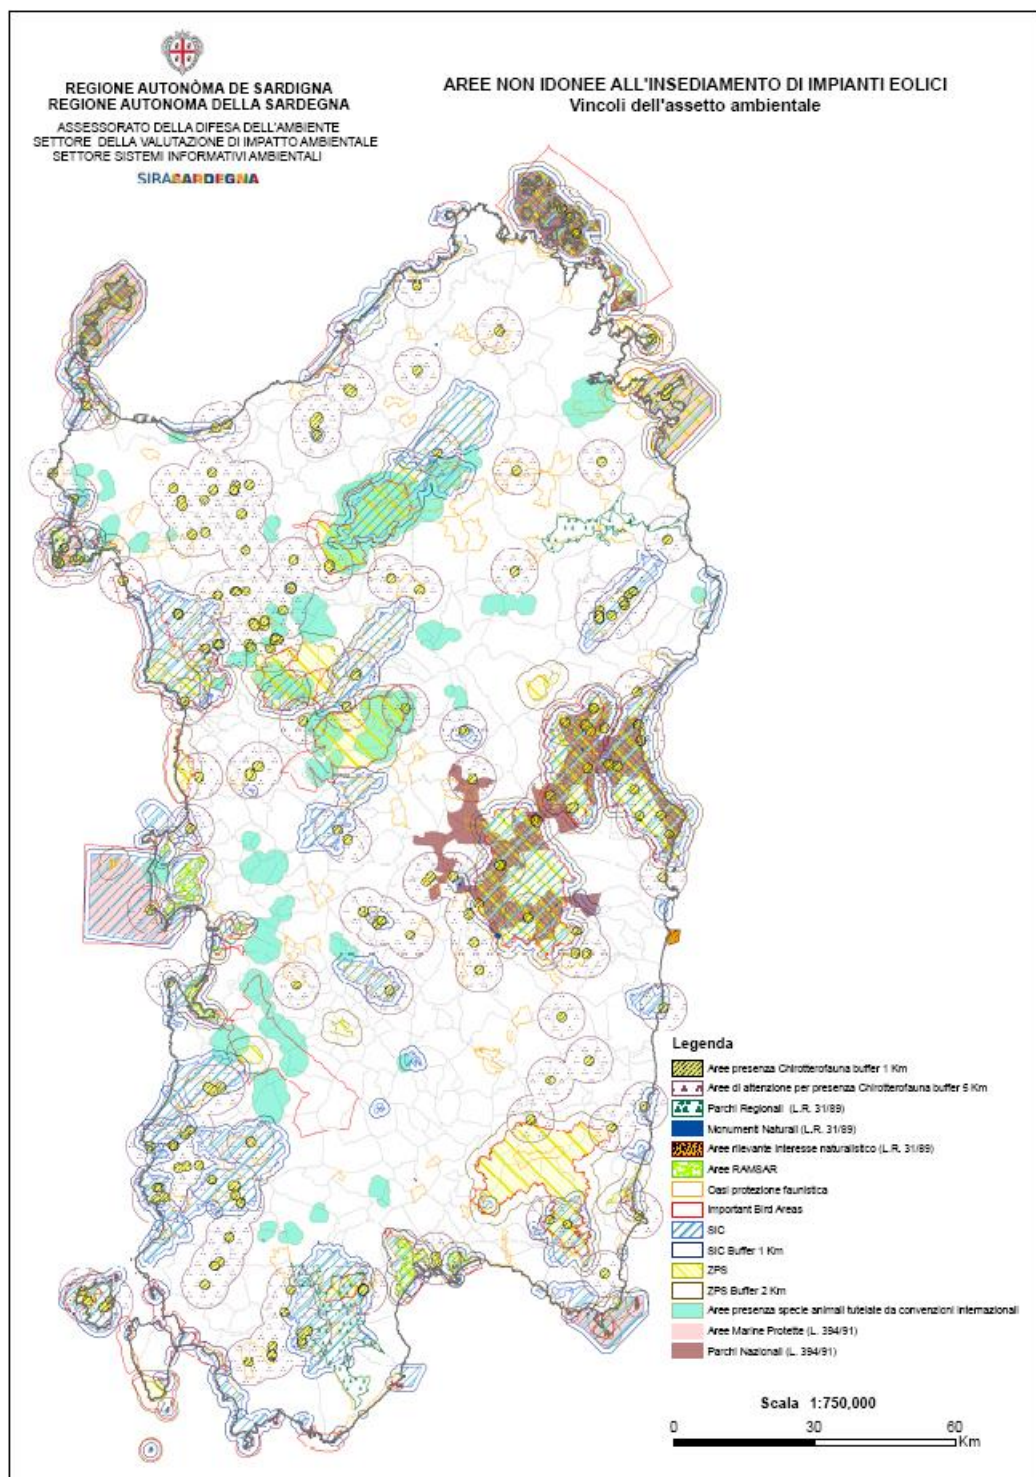 REGIONE AUTONÒMA DE SARDIGNA
REGIONE AUTONOMA DELLA SARDEGNA
ASSESSORATO DELLA DIFESA DELL'AMBIENTE
SETTORE DELLA VALUTAZIONE DI IMPATTO AMBIENTALE
SETTORE SISTEMI INFORMATIVI AMBIENTALI
SIRASARDEGNA
AREE NON IDONEE ALL'INSEDIAMENTO DI IMPIANTI EOLICI
Vincoli dell'assetto ambientale
Legenda
Aree presenza Chirotterofauna buffer 1 Km
Aree di attenzione per presenza Chirotterofauna buffer 5 Km
Parchi Regionali (L.R. 31/89)
Monumenti Naturali (L.R. 31/89)
Aree rilevante interesse naturalistico (L.R. 31/89)
Aree RAMSAR
Oasi protezione faunistica
Important Bird Areas
SIC
SIC Buffer 1 Km
ZPS
ZPS Buffer 2 Km
Aree presenza specie animali tutelate da convenzioni internazionali
Aree Marine Protette (L. 394/91)
Parchi Nazionali (L. 394/91)
Scala 1:750,000
0 30 60
Km